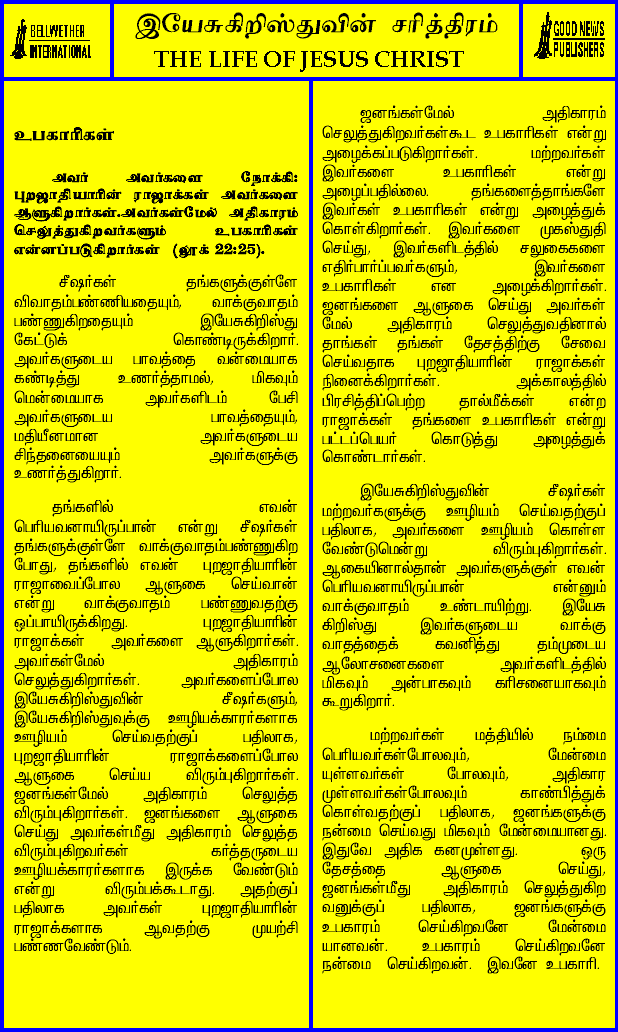 BELLWETHER
INTERNATIONAL
இயேசுகிறிஸ்துவின் சரித்திரம்
THE LIFE OF JESUS CHRIST
GOOD NEWS
PUBLISHERS
உபகாரிகள்
அவர் அவர்களை நோக்கி:
புறஜாதியாரின் ராஜாக்கள் அவர்களை
ஆளுகிறார்கள்.அவர்கள்மேல் அதிகாரம்
செலுத்துகிறவர்களும் உபகாரிகள்
என்னப்படுகிறார்கள் (லூக் 22:25).
சீஷர்கள் தங்களுக்குள்ளே
விவாதம்பண்ணியதையும், வாக்குவாதம்
பண்ணுகிறதையும் இயேசுகிறிஸ்து
கேட்டுக் கொண்டிருக்கிறார்.
அவர்களுடைய பாவத்தை வன்மையாக
கண்டித்து உணர்த்தாமல், மிகவும்
மென்மையாக அவர்களிடம் பேசி
அவர்களுடைய பாவத்தையும்,
மதியீனமான அவர்களுடைய
சிந்தனையையும் அவர்களுக்கு
உணர்த்துகிறார்.
தங்களில் எவன்
பெரியவனாயிருப்பான் என்று சீஷர்கள்
தங்களுக்குள்ளே வாக்குவாதம்பண்ணுகிற
போது, தங்களில் எவன் புறஜாதியாரின்
ராஜாவைப்போல ஆளுகை செய்வான்
என்று வாக்குவாதம் பண்ணுவதற்கு
ஒப்பாயிருக்கிறது. புறஜாதியாரின்
ராஜாக்கள் அவர்களை ஆளுகிறார்கள்.
அவர்கள்மேல் அதிகாரம்
செலுத்துகிறார்கள். அவர்களைப்போல
இயேசுகிறிஸ்துவின் சீஷர்களும்,
இயேசுகிறிஸ்துவுக்கு ஊழியக்காரர்களாக
ஊழியம் செய்வதற்குப் பதிலாக,
புறஜாதியாரின் ராஜாக்களைப்போல
ஆளுகை செய்ய விரும்புகிறார்கள்.
ஜனங்கள்மேல் அதிகாரம் செலுத்த
விரும்புகிறார்கள். ஜனங்களை ஆளுகை
செய்து அவர்கள்மீது அதிகாரம் செலுத்த
விரும்புகிறவர்கள் கர்த்தருடைய
ஊழியக்காரர்களாக இருக்க வேண்டும்
என்று விரும்பக்கூடாது. அதற்குப்
பதிலாக அவர்கள் புறஜாதியாரின்
ராஜாக்களாக ஆவதற்கு முயற்சி
பண்ணவேண்டும்.
ஜனங்கள்மேல் அதிகாரம்
செலுத்துகிறவர்கள்கூட உபகாரிகள் என்று
அழைக்கப்படுகிறார்கள். மற்றவர்கள்
இவர்களை உபகாரிகள் என்று
அழைப்பதில்லை. தங்களைத்தாங்களே
இவர்கள் உபகாரிகள் என்று அழைத்துக்
கொள்கிறார்கள். இவர்களை முகஸ்துதி
செய்து, இவர்களிடத்தில் சலுகைகளை
எதிர்பார்ப்பவர்களும், இவர்களை
உபகாரிகள் என அழைக்கிறார்கள்.
ஜனங்களை ஆளுகை செய்து அவர்கள்
மேல் அதிகாரம் செலுத்துவதினால்
தாங்கள் தங்கள் தேசத்திற்கு சேவை
செய்வதாக புறஜாதியாரின் ராஜாக்கள்
நினைக்கிறார்கள். அக்காலத்தில்
பிரசித்திப்பெற்ற தால்மீக்கள் என்ற
ராஜாக்கள் தங்களை உபகாரிகள் என்று
பட்டப்பெயர் கொடுத்து அழைத்துக்
கொண்டார்கள்.
இயேசுகிறிஸ்துவின் சீஷர்கள்
மற்றவர்களுக்கு ஊழியம் செய்வதற்குப்
பதிலாக, அவர்களை ஊழியம் கொள்ள
வேண்டுமென்று விரும்புகிறார்கள்.
ஆகையினால்தான் அவர்களுக்குள் எவன்
பெரியவனாயிருப்பான் என்னும்
வாக்குவாதம் உண்டாயிற்று. இயேசு
கிறிஸ்து இவர்களுடைய வாக்கு
வாதத்தைக் கவனித்து தம்முடைய
ஆலோசனைகளை அவர்களிடத்தில்
மிகவும் அன்பாகவும் கரிசனையாகவும்
கூறுகிறார்.
மற்றவர்கள் மத்தியில் நம்மை
பெரியவர்கள்போலவும், மேன்மை
யுள்ளவர்கள் போலவும், அதிகார
முள்ளவர்கள்போலவும் காண்பித்துக்
கொள்வதற்குப் பதிலாக, ஜனங்களுக்கு
நன்மை செய்வது மிகவும் மேன்மையானது.
இதுவே அதிக கனமுள்ளது. ஒரு
தேசத்தை ஆளுகை செய்து,
ஜனங்கள்மீது அதிகாரம் செலுத்துகிற
வனுக்குப் பதிலாக, ஜனங்களுக்கு
உபகாரம் செய்கிறவனே மேன்மை
யானவன். உபகாரம் செய்கிறவனே
நன்மை செய்கிறவன். இவனே உபகாரி.